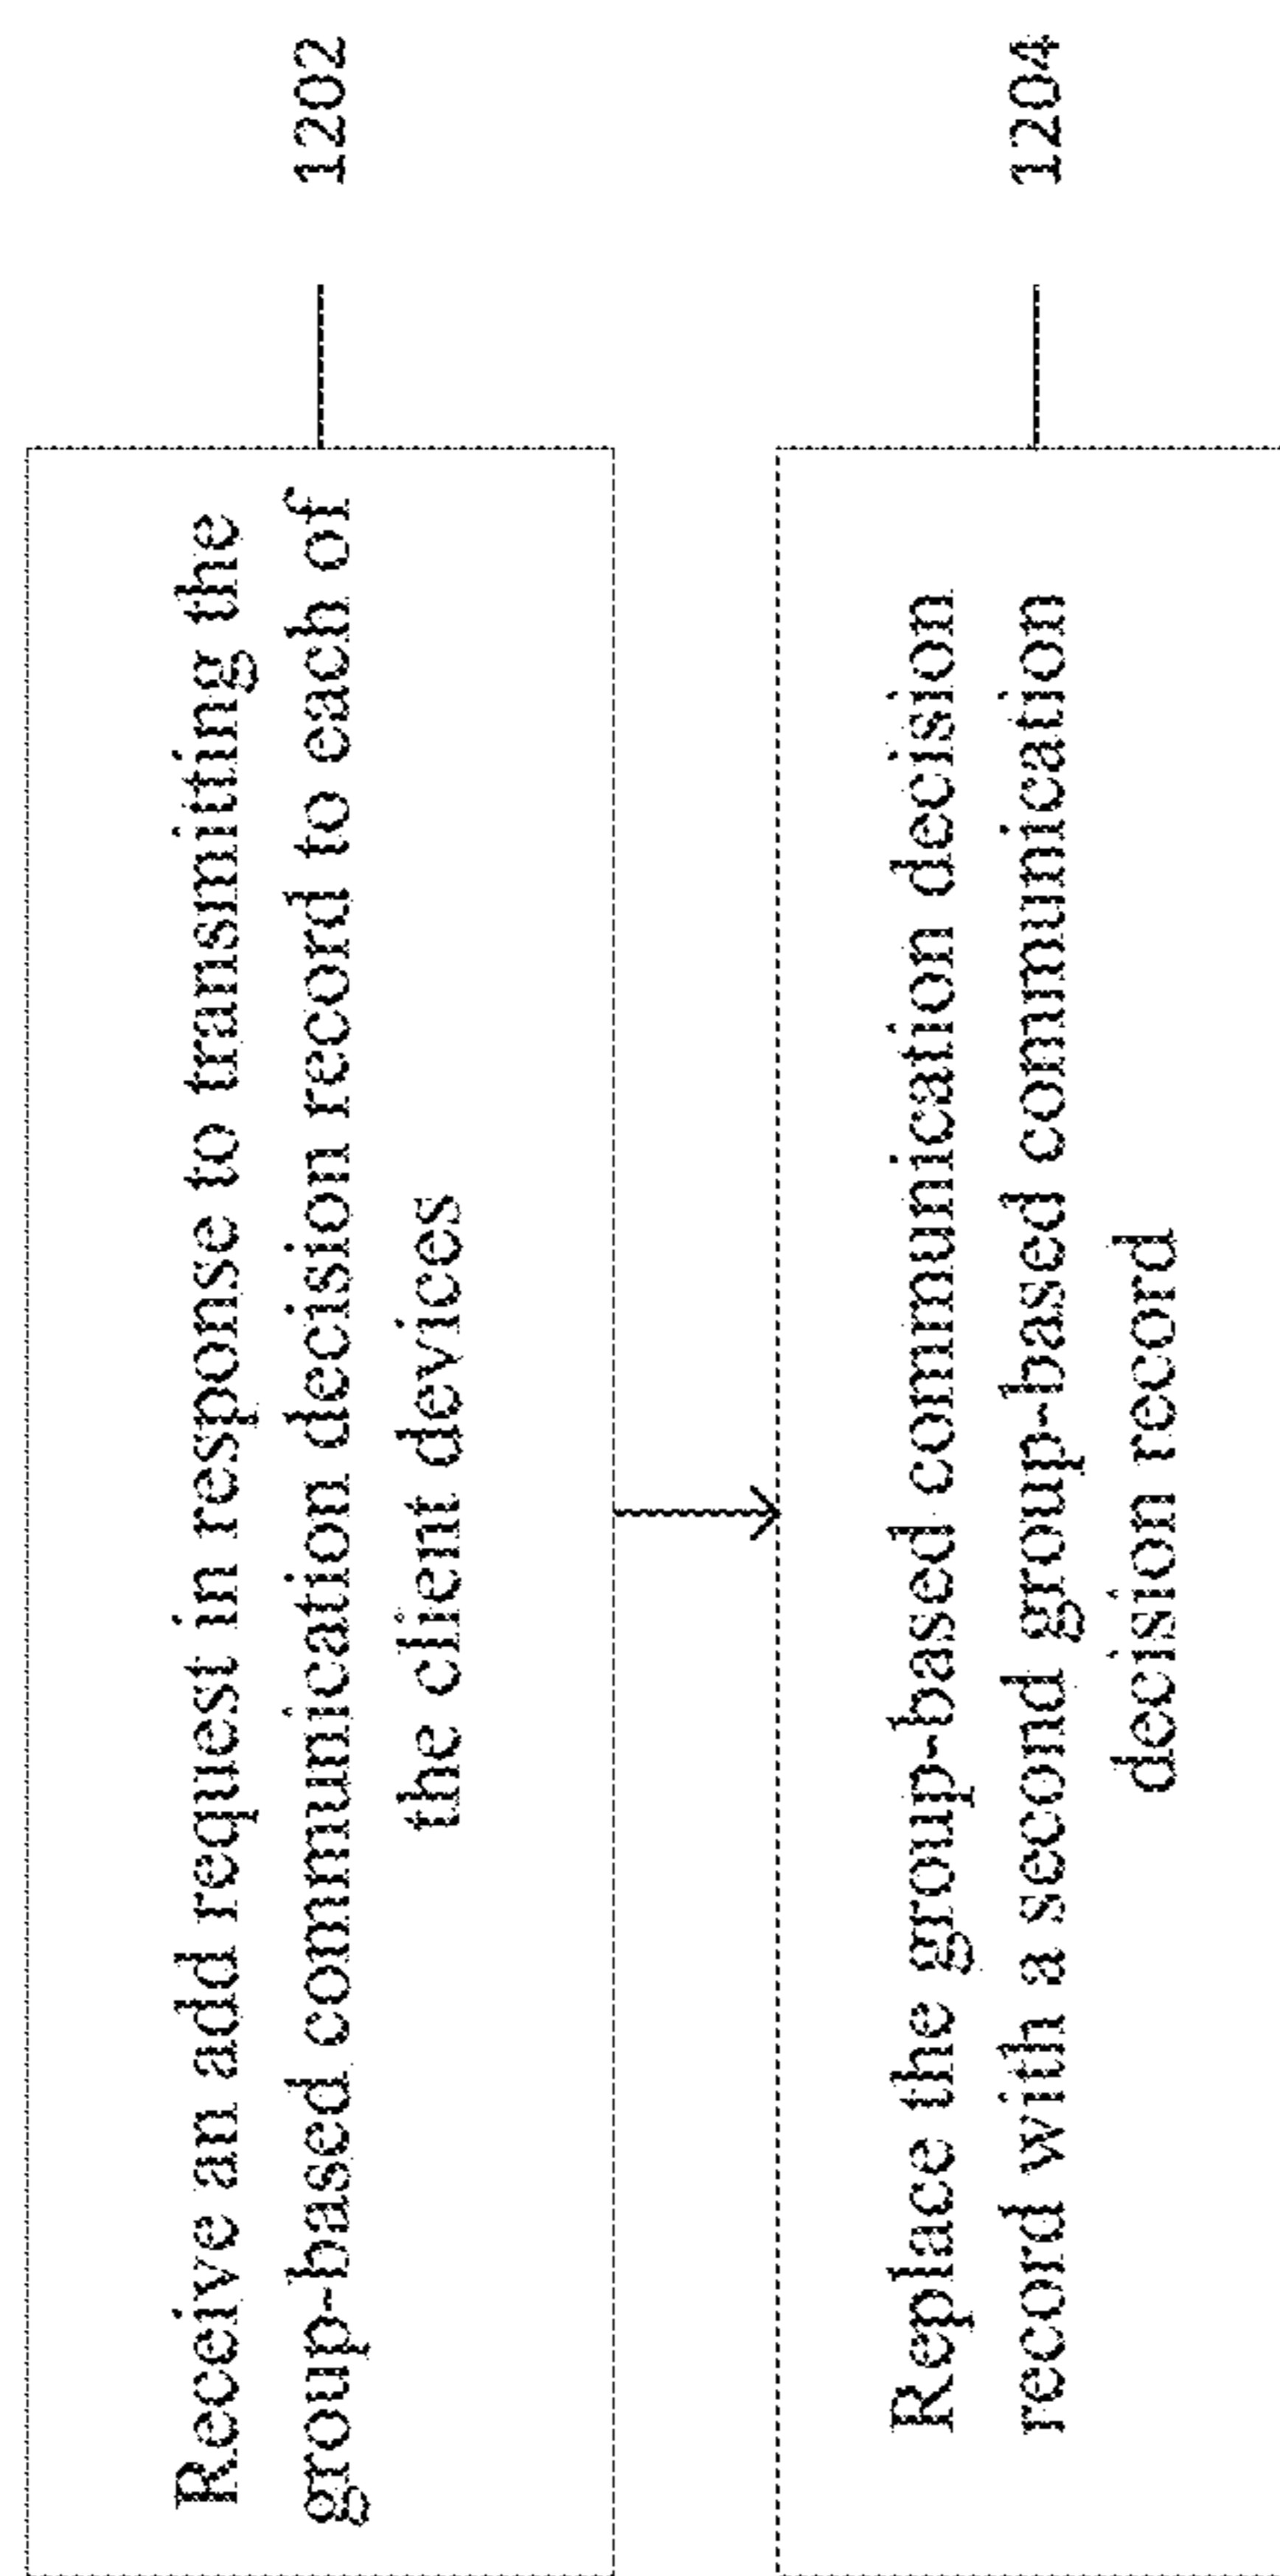 Receive an add request in response to transmitting the
group-based communication decision record to each of
the client devices
1202
Replace the group-based communication decision
record with a second group-based communication
decision record
1204